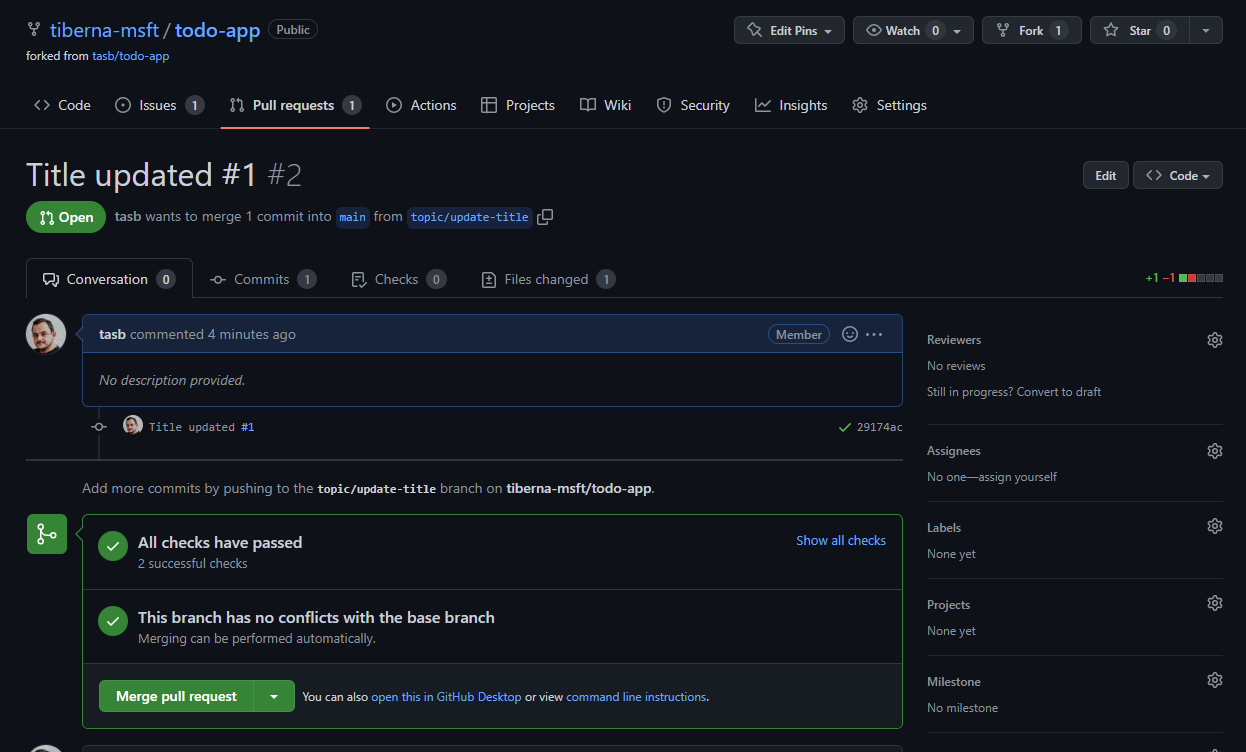 tiberna-msft / todo-app Public
Edit Pins Watch 0 Fork 1 Star 0
forked from tasb/todo-app
Code Issues 1 Pull requests 1 Actions Projects Wiki Security Insights Settings
Title updated #1 #2
Edit Code
Open tasb wants to merge 1 commit into main from topic/update-title
Conversation 0 Commits 1 Checks 0 Files changed 1
+1 −1
tasb commented 4 minutes ago Member
No description provided.
Title updated #1 29174ac
Add more commits by pushing to the topic/update-title branch on tiberna-msft/todo-app.
All checks have passed
2 successful checks
Show all checks
This branch has no conflicts with the base branch
Merging can be performed automatically.
Merge pull request You can also open this in GitHub Desktop or view command line instructions.
Reviewers
No reviews
Still in progress? Convert to draft
Assignees
No one—assign yourself
Labels
None yet
Projects
None yet
Milestone
No milestone